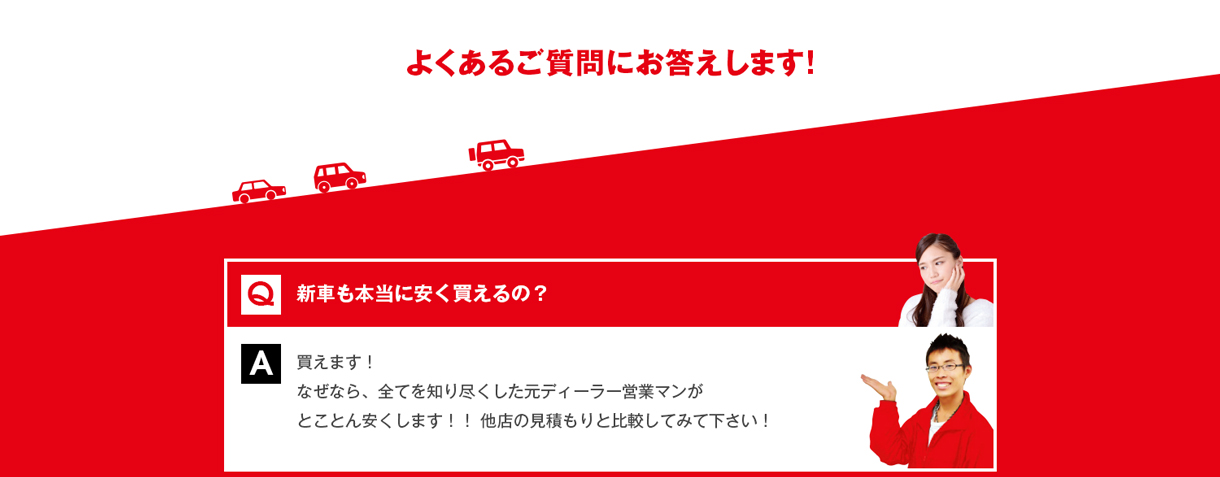 よくあるご質問にお答えします!
Q 新車も本当に安く買えるの？
A 買えます！
なぜなら、全てを知り尽くした元ディーラー営業マンが
とことん安くします！！ 他店の見積もりと比較してみて下さい！